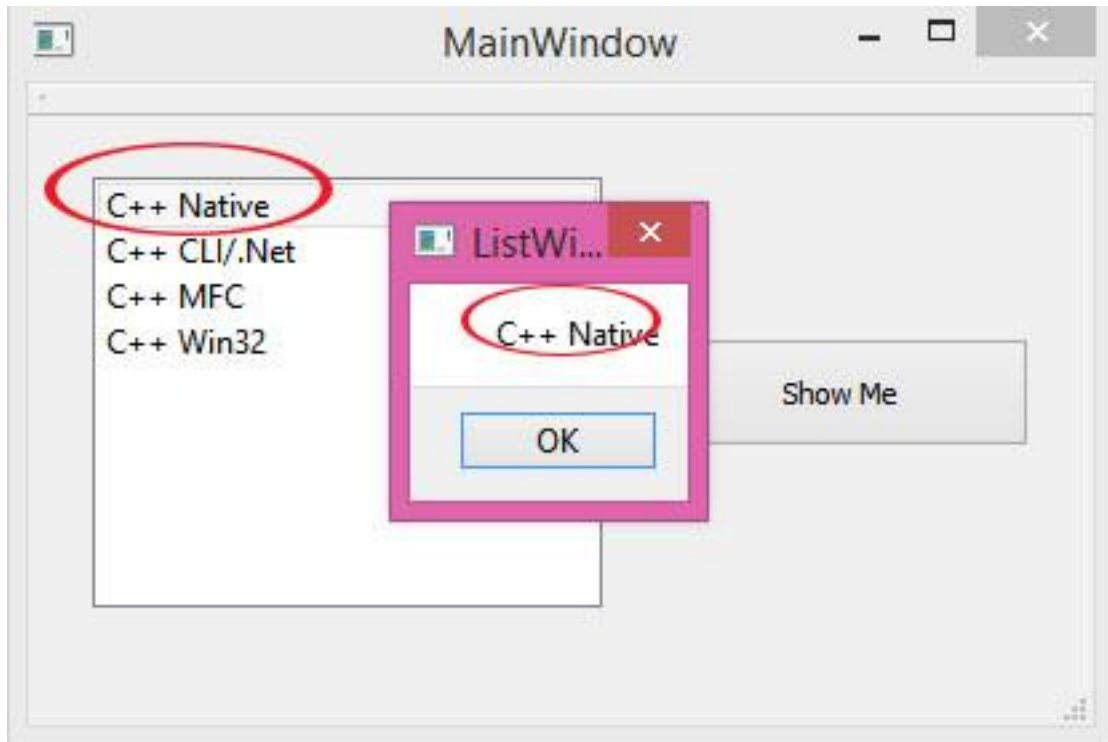 MainWindow
C++ Native
C++ CLI/.Net
C++ MFC
C++ Win32
ListWi...
C++ Native
OK
Show Me